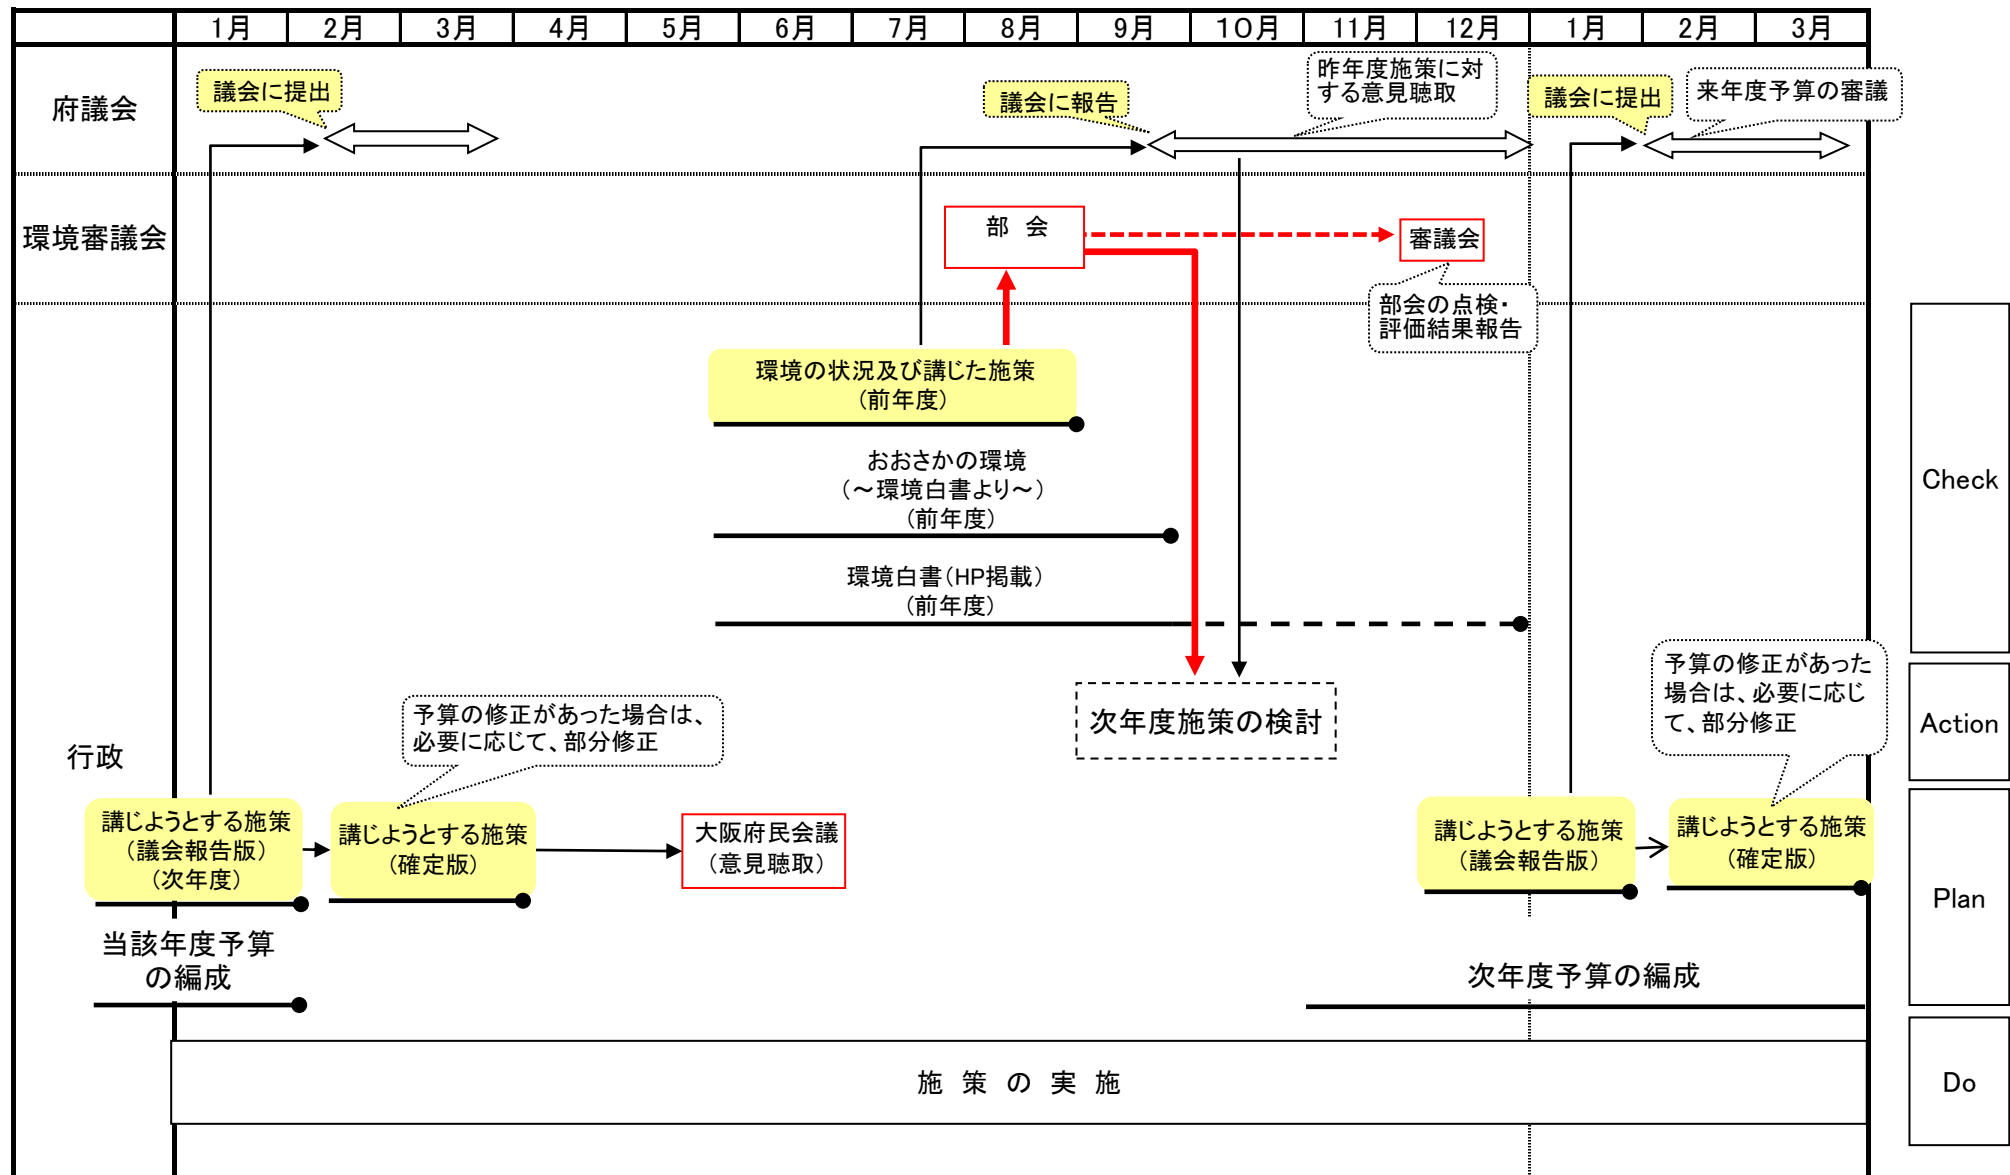 1月 2月 3月 4月 5月 6月 7月 8月 9月 10月 11月 12月 1月 2月 3月
府議会
議会に提出
議会に報告
昨年度施策に対
する意見聴取
議会に提出
来年度予算の審議
環境審議会
部 会
審議会
部会の点検・
評価結果報告
環境の状況及び講じた施策
(前年度)
おおさかの環境
(～環境白書より～)
(前年度)
環境白書(HP掲載)
(前年度)
Check
行政
予算の修正があった場合は、
必要に応じて、部分修正
次年度施策の検討
予算の修正があった
場合は、必要に応じ
て、部分修正
Action
講じようとする施策
(議会報告版)
(次年度)
講じようとする施策
(確定版)
大阪府民会議
(意見聴取)
講じようとする施策
(議会報告版)
講じようとする施策
(確定版)
Plan
当該年度予算
の編成
次年度予算の編成
施 策 の 実 施
Do